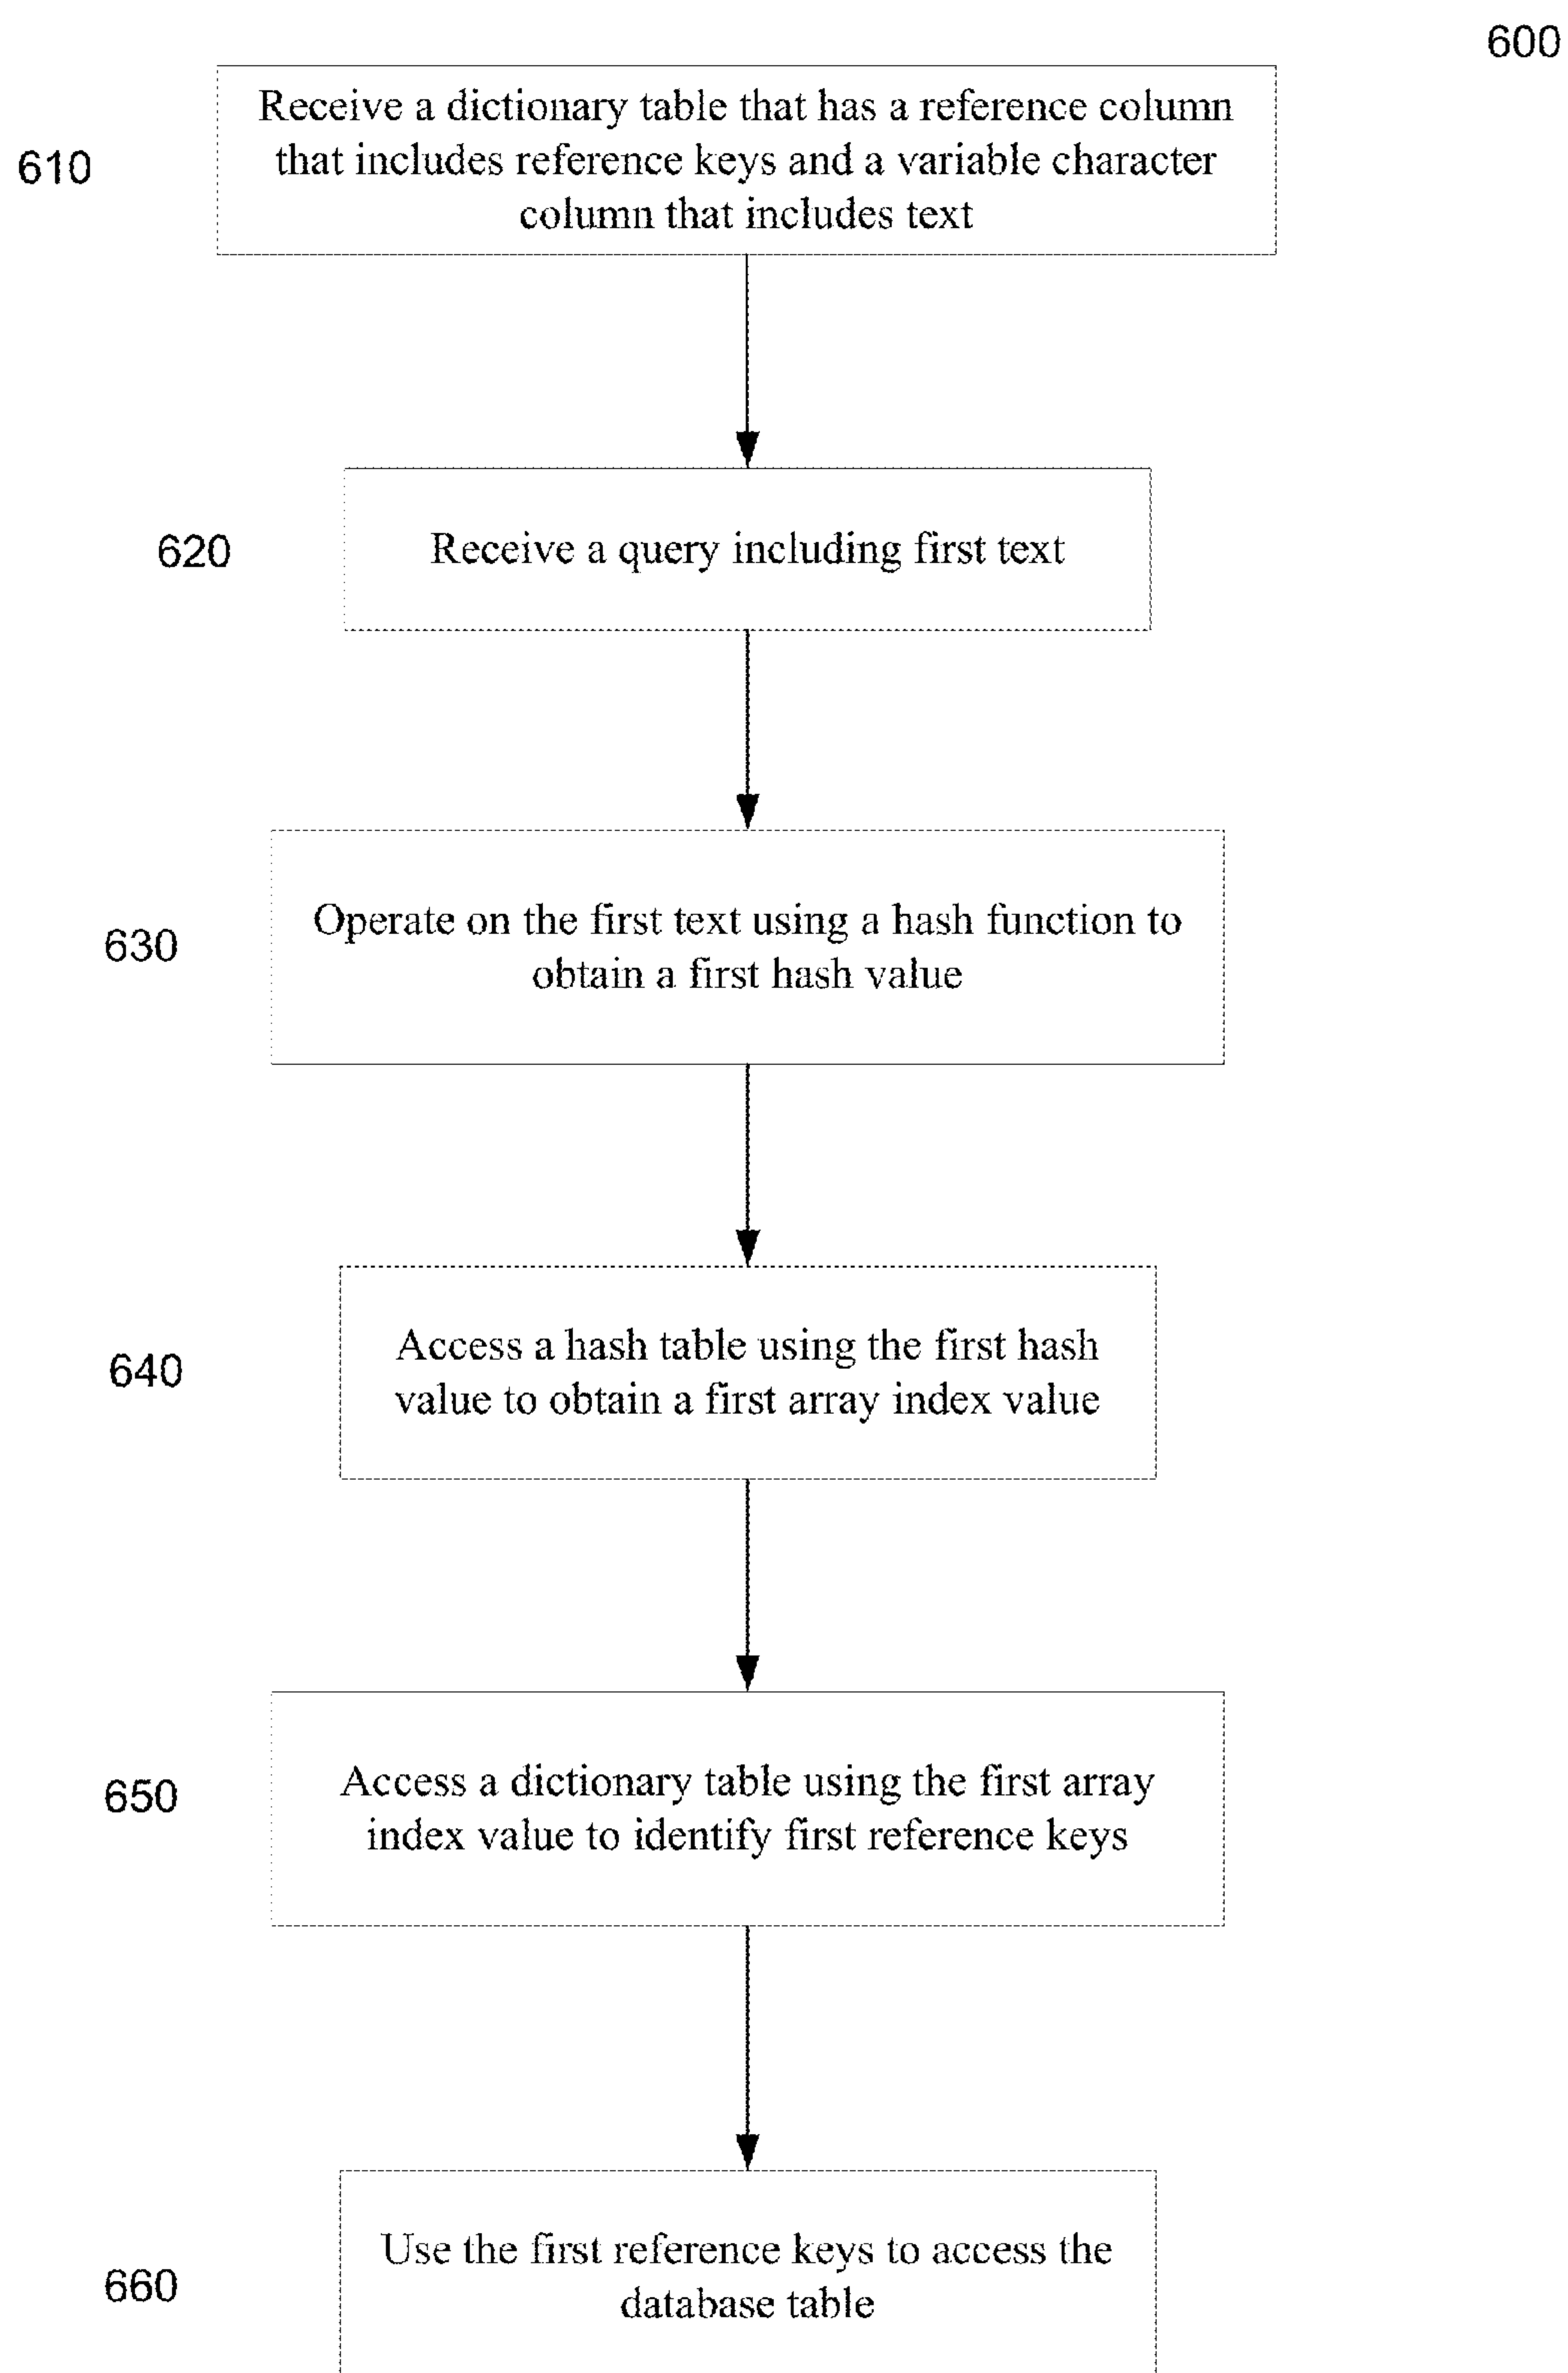 600
Receive a dictionary table that has a reference column
that includes reference keys and a variable character
column that includes text
610
Receive a query including first text
620
Operate on the first text using a hash function to
obtain a first hash value
630
Access a hash table using the first hash
value to obtain a first array index value
640
Access a dictionary table using the first array
index value to identify first reference keys
650
Use the first reference keys to access the
database table
660